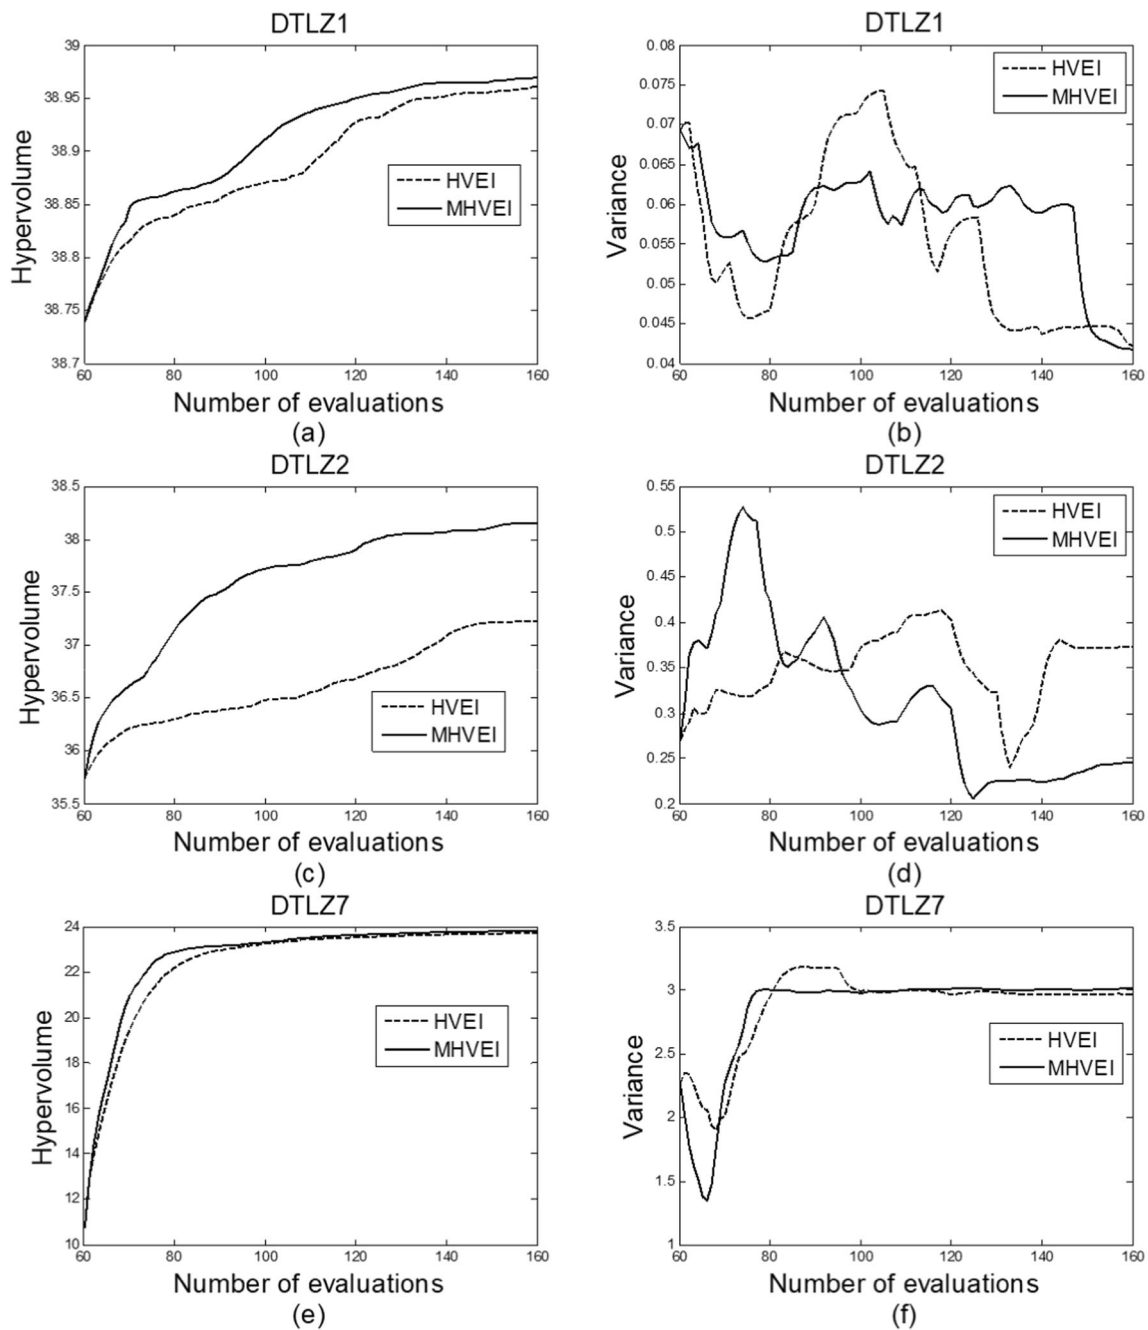 DTLZ1
39
38.95
38.9
38.85
38.8
38.75
38.7
Hypervolume
HVEI
MHVEI
60 80 100 120 140 160
Number of evaluations
(a)
DTLZ1
0.08
0.075
0.07
0.065
0.06
0.055
0.05
0.045
0.04
Variance
HVEI
MHVEI
60 80 100 120 140 160
Number of evaluations
(b)
DTLZ2
38.5
38
37.5
37
36.5
36
35.5
Hypervolume
HVEI
MHVEI
60 80 100 120 140 160
Number of evaluations
(c)
DTLZ2
0.55
0.5
0.45
0.4
0.35
0.3
0.25
0.2
Variance
HVEI
MHVEI
60 80 100 120 140 160
Number of evaluations
(d)
DTLZ7
24
22
20
18
16
14
12
10
Hypervolume
HVEI
MHVEI
60 80 100 120 140 160
Number of evaluations
(e)
DTLZ7
3.5
3
2.5
2
1.5
1
Variance
HVEI
MHVEI
60 80 100 120 140 160
Number of evaluations
(f)